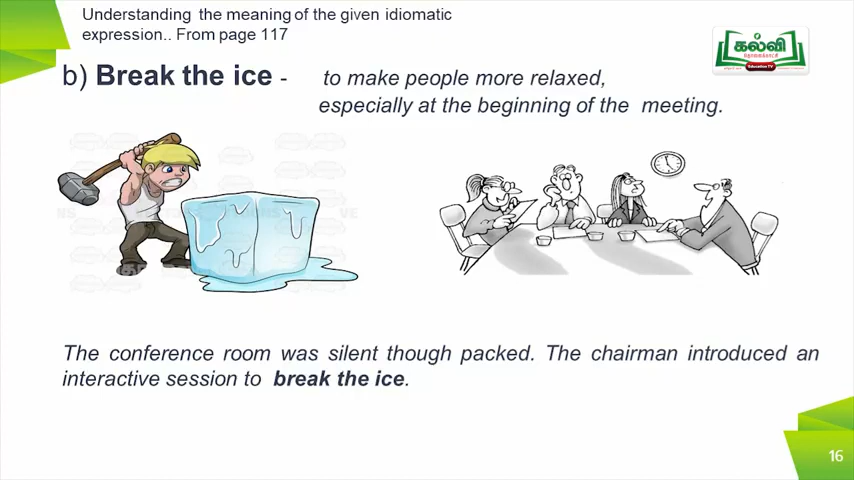 Understanding the meaning of the given idiomatic
expression.. From page 117
கல்வி
தொலைக்காட்சி
Education TV
b) Break the ice - to make people more relaxed,
especially at the beginning of the meeting.
The conference room was silent though packed. The chairman introduced an
interactive session to break the ice.
16